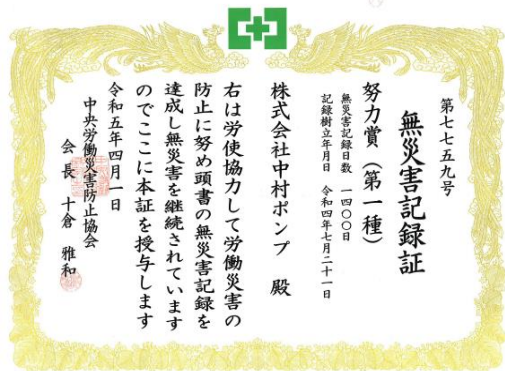 第七七五九号
無災害記録証
努力賞（第一種）
無災害記録日数　一四〇〇日
記録樹立年月日　令和四年七月二十一日
株式会社中村ポンプ　殿
右は労使協力して労働災害の
防止に努め頭書の無災害記録を
達成し無災害を継続されています
のでここに本証を授与します
令和五年四月一日
中央労働災害防止協会
会長　十倉　雅和